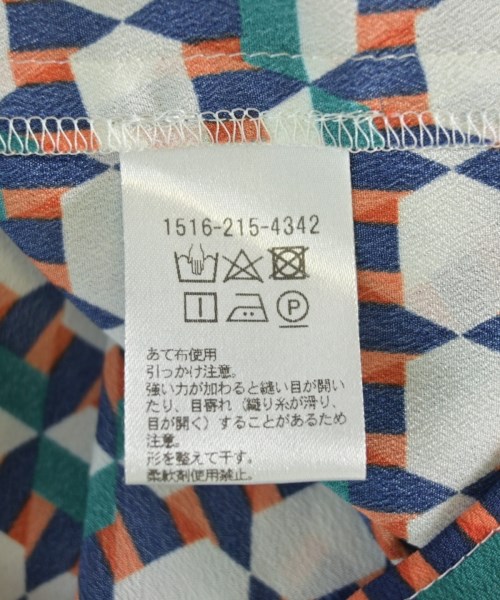 1516-215-4342
P
あて布使用
引っかけ注意。
強い力が加わると縫い目が開い
たり、目寄れ（織り糸が滑り、
目が開く）することがあるため
注意。
形を整えて干す。
柔軟剤使用禁止。